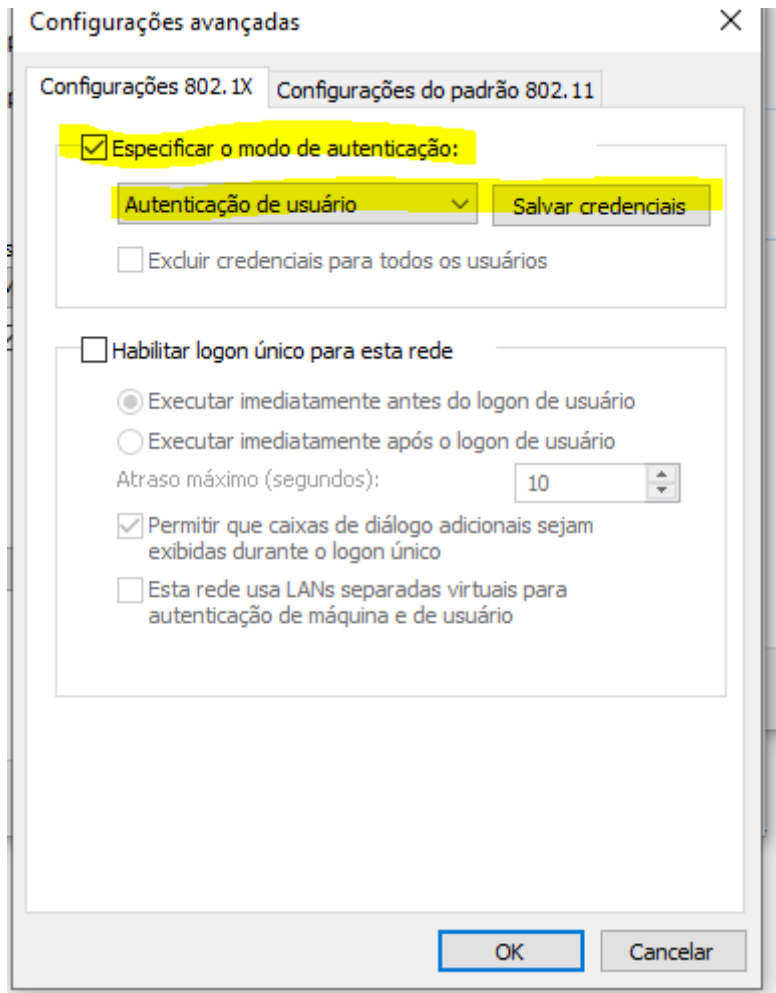 Configurações avançadas
Configurações 802.1X
Configurações do padrão 802.11
Especificar o modo de autenticação:
Autenticação de usuário
Salvar credenciais
Excluir credenciais para todos os usuários
Habilitar logon único para esta rede
Executar imediatamente antes do logon de usuário
Executar imediatamente após o logon de usuário
Atraso máximo (segundos):
10
Permitir que caixas de diálogo adicionais sejam
exibidas durante o logon único
Esta rede usa LANs separadas virtuais para
autenticação de máquina e de usuário
OK
Cancelar